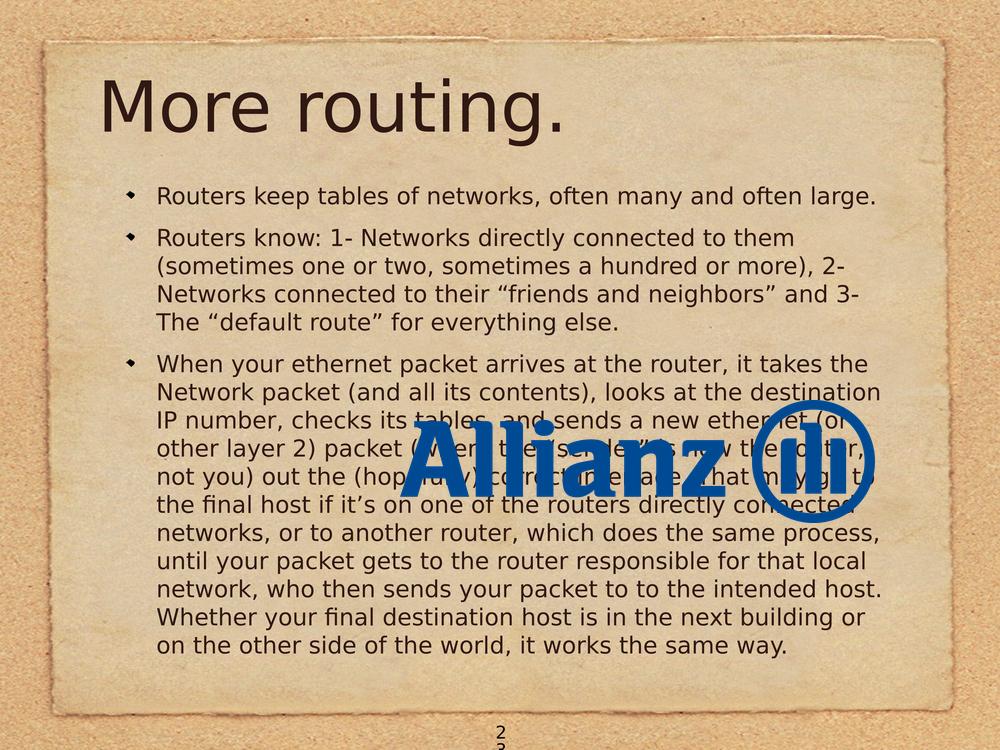 More routing.
Routers keep tables of networks, often many and often large.
Routers know: 1- Networks directly connected to them
(sometimes one or two, sometimes a hundred or more), 2-
Networks connected to their “friends and neighbors” and 3-
The “default route” for everything else.
When your ethernet packet arrives at the router, it takes the
Network packet (and all its contents), looks at the destination
IP number, checks its tables, and sends a new ethernet (or
other layer 2) packet (where the “sender” is now the router,
not you) out the (hopefully) correct That may go to
the final host if it’s on one of the routers directly connected
networks, or to another router, which does the same process,
until your packet gets to the router responsible for that local
network, who then sends your packet to to the intended host.
Whether your final destination host is in the next building or
on the other side of the world, it works the same way.
Allianz
2
3